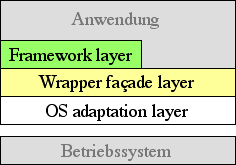 Anwendung
Framework layer
Wrapper façade layer
OS adaptation layer
Betriebssystem